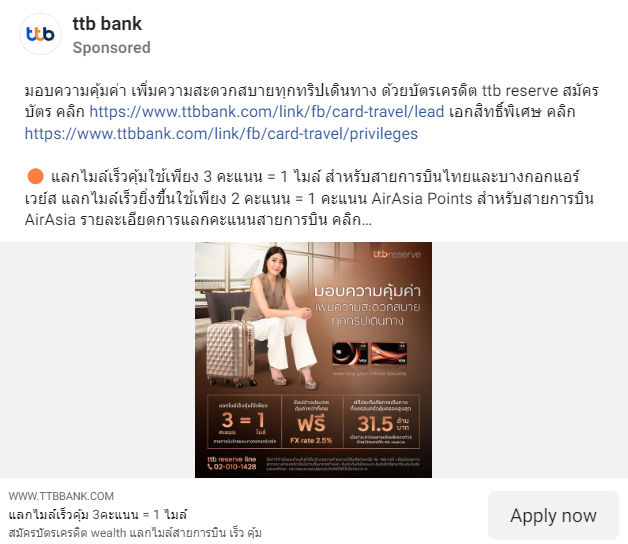 ttb
ttb bank
Sponsored
มอบความคุ้มค่า เพิ่มความสะดวกสบายทุกทริปเดินทาง ด้วยบัตรเครดิต ttb reserve สมัคร
บัตร คลิก https://www.ttbbank.com/link/fb/card-travel/lead เอกสิทธิ์พิเศษ คลิก
https://www.ttbbank.com/link/fb/card-travel/privileges
แลกไมล์เร็วคุ้มใช้เพียง 3 คะแนน = 1 ไมล์ สำหรับสายการบินไทยและบางกอกแอร์
เวย์ส แลกไมล์เร็วยิ่งขึ้นใช้เพียง 2 คะแนน = 1 คะแนน AirAsia Points สำหรับสายการบิน
AirAsia รายละเอียดการแลกคะแนนสายการบิน คลิก...
ttb reserve
มอบความคุ้มค่า
เพิ่มความสะดวกสบาย
ทุกทริปเดินทาง
แลกไมล์เร็วคุ้มใช้เพียง
3 = 1
คะแนน ไมล์
ช้อปต่างประเทศ
ฟรี
FX rate 2.5%
31.5 ล้าน
บาท
ttb reserve line
02-010-1428
WWW.TTBBANK.COM
แลกไมล์เร็วคุ้ม 3คะแนน = 1 ไมล์
สมัครบัตรเครดิต wealth แลกไมล์สายการบิน เร็ว คุ้ม
Apply now